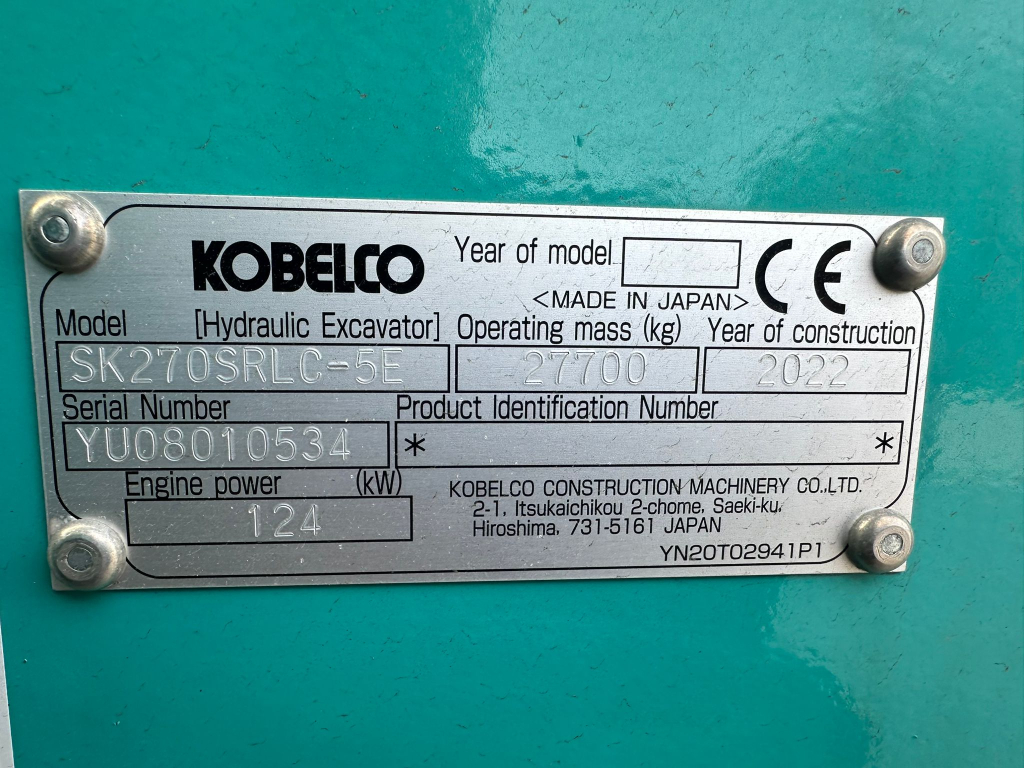 KOBELCO Year of model CE
<MADE IN JAPAN>
Model [Hydraulic Excavator] Operating mass (kg) Year of construction
SK270SRLC-5E 27700 2022
Serial Number Product Identification Number
YU08010534 * *
Engine power (kW)
124
KOBELCO CONSTRUCTION MACHINERY CO.,LTD.
2-1, Itsukaichikou 2-chome, Saeki-ku,
Hiroshima, 731-5161 JAPAN
YN20T02941P1